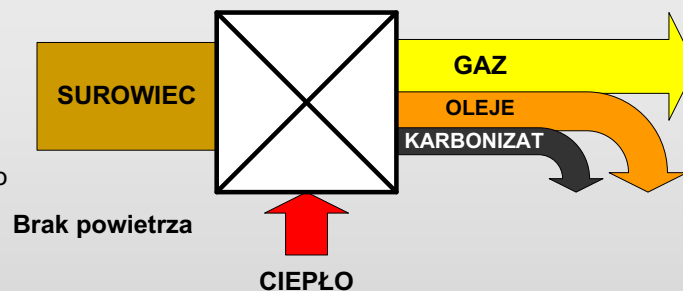 GAZ
SUROWIEC
OLEJE
KARBONIZAT
o
Brak powietrza
CIEPŁO